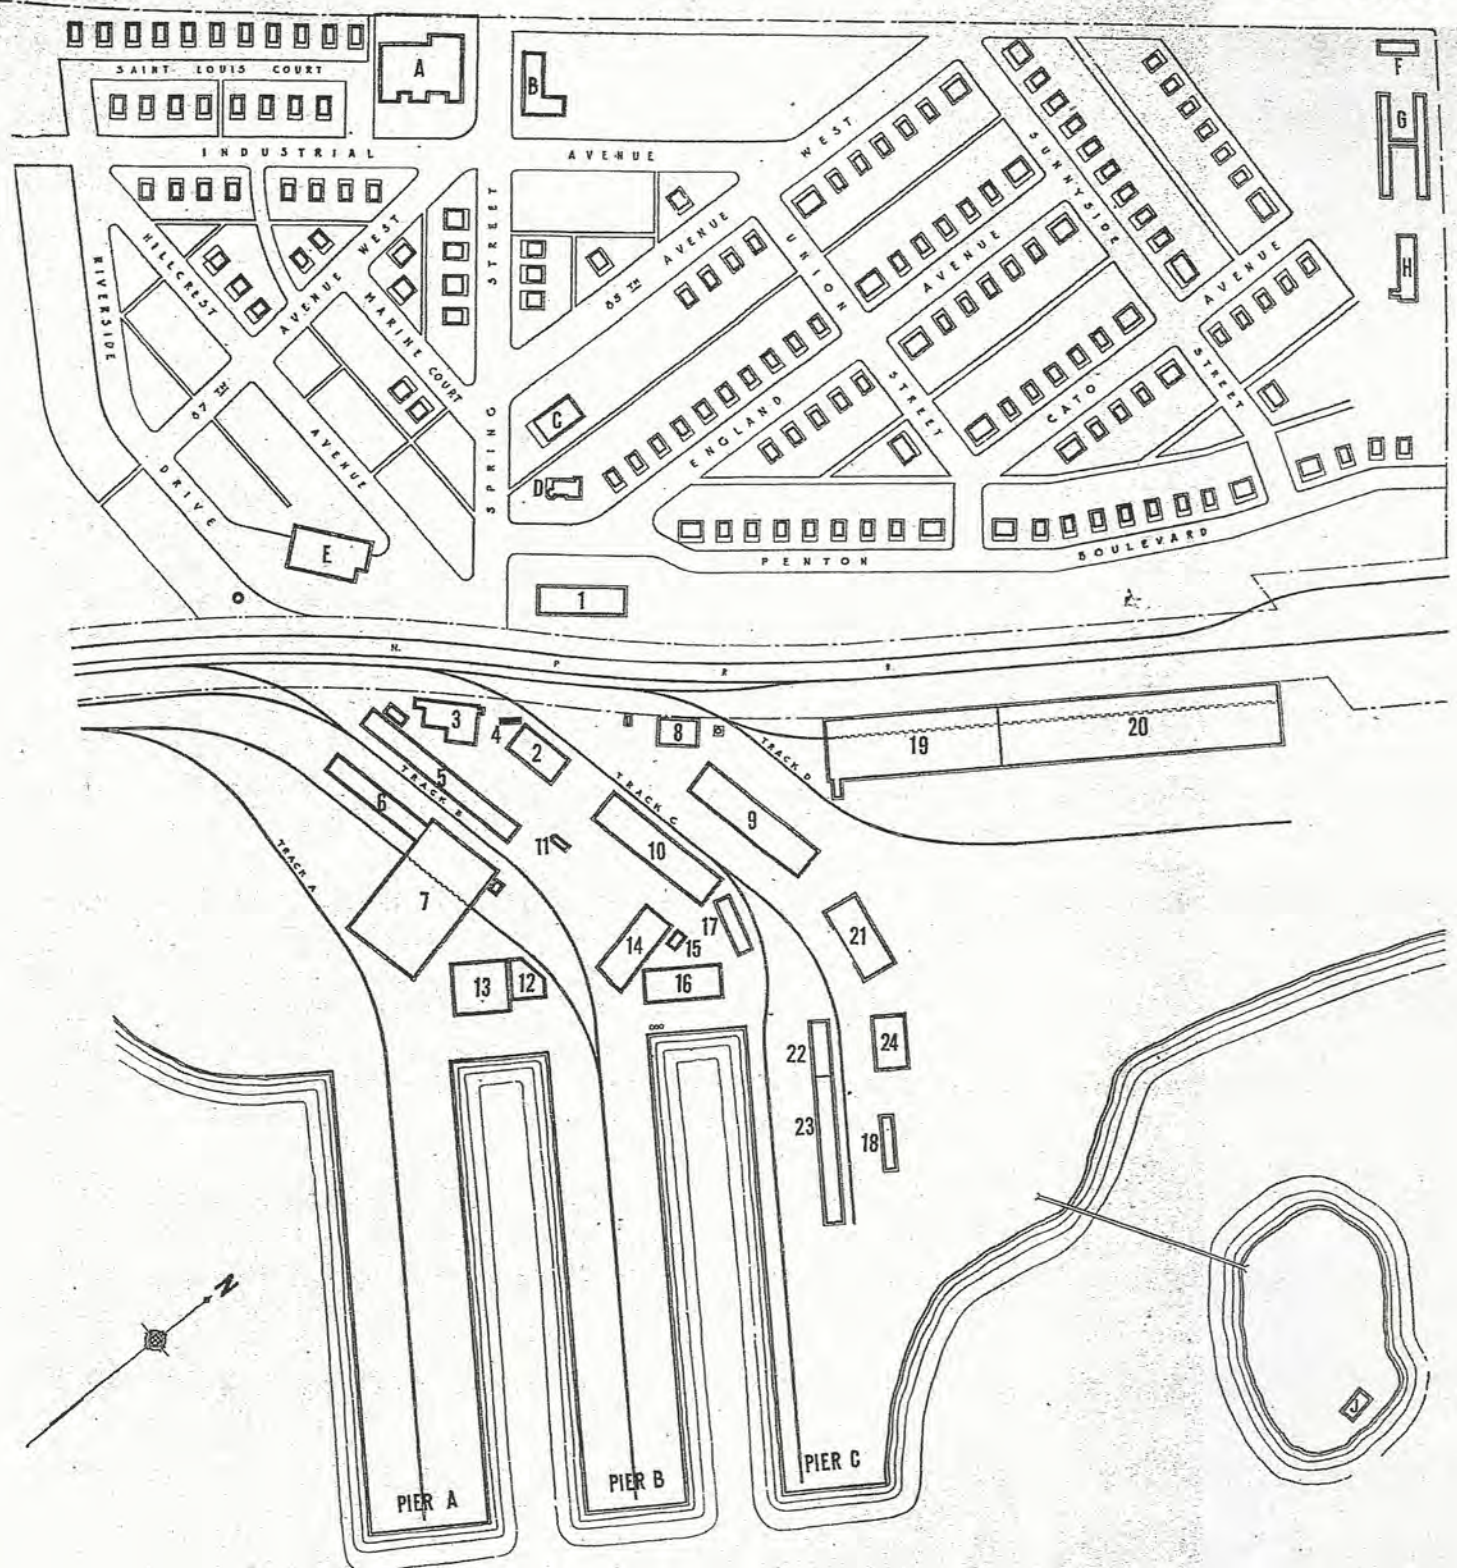 SAINT LOUIS COURT
A
B
F
G
H
INDUSTRIAL AVENUE
WEST
SUNNYSIDE
AVENUE WEST
STREET
85TH AVENUE
UNION
AVENUE
AVENUE
RIVERSIDE
HILLCREST
MARINE COURT
87TH
AVENUE
DRIVE
SPRING
C
D
E
ENGLAND
STREET
CATO
STREET
PENTON
BOULEVARD
1
N. P. R. R.
3
4
2
8
19
20
5
6
TRACK B
TRACK C
TRACK D
9
10
11
7
TRACK A
17
14
15
16
13
12
21
22
24
23
18
N
J
PIER A
PIER B
PIER C